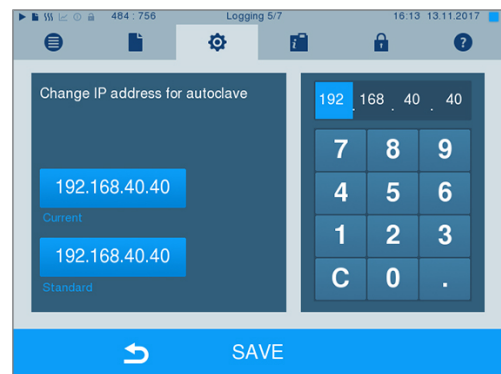 484 : 756 Logging 5/7 16:13 13.11.2017
Change IP address for autoclave
192.168.40.40
Current
192.168.40.40
Standard
192 . 168 . 40 . 40
7 8 9
4 5 6
1 2 3
C 0 .
SAVE